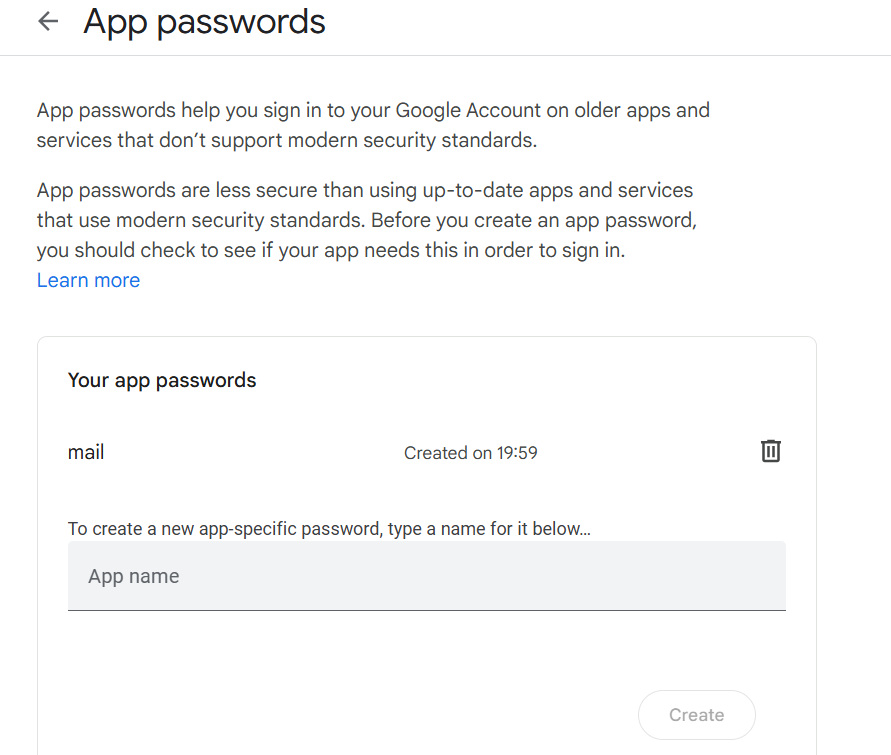 App passwords
App passwords help you sign in to your Google Account on older apps and
services that don’t support modern security standards.
App passwords are less secure than using up-to-date apps and services
that use modern security standards. Before you create an app password,
you should check to see if your app needs this in order to sign in.
Learn more
Your app passwords
mail Created on 19:59
To create a new app-specific password, type a name for it below...
App name
Create